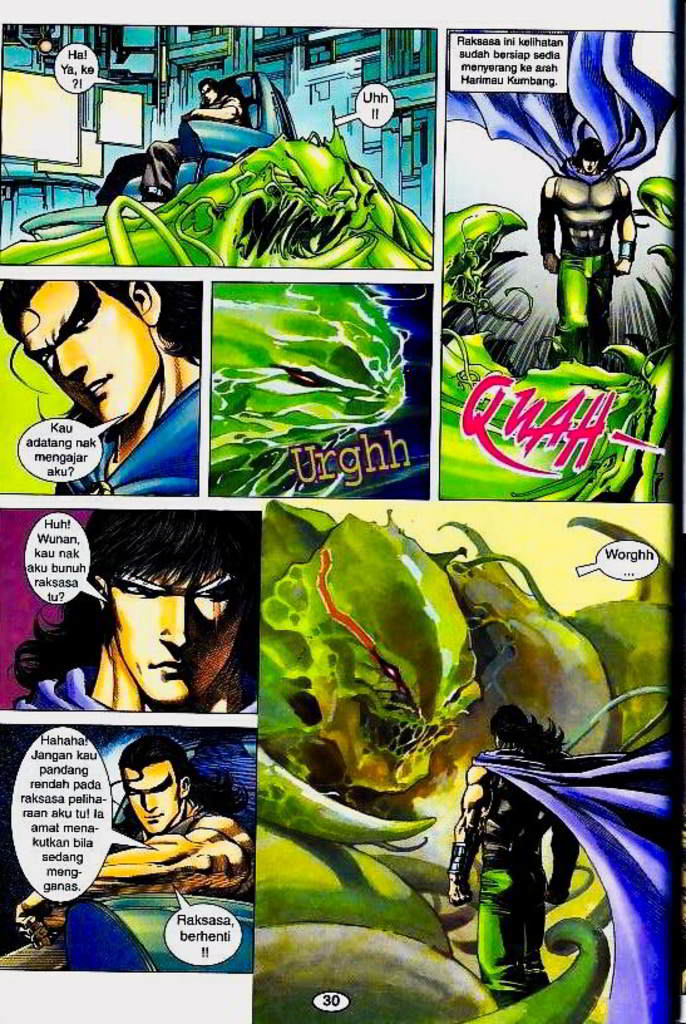 Ha!
Ya, ke
?!
Uhh
!!
Raksasa ini kelihatan
sudah bersiap sedia
menyerang ke arah
Harimau Kumbang.
Kau
adatang nak
mengajar
aku?
Urghh
QUAH
Huh!
Wunan,
kau nak
aku bunuh
raksasa
tu?
Worghh
...
Hahaha!
Jangan kau
pandang
rendah pada
raksasa peliha-
raan aku tu! Ia
amat mena-
kutkan bila
sedang
meng-
ganas.
Raksasa,
berhenti
!!
30